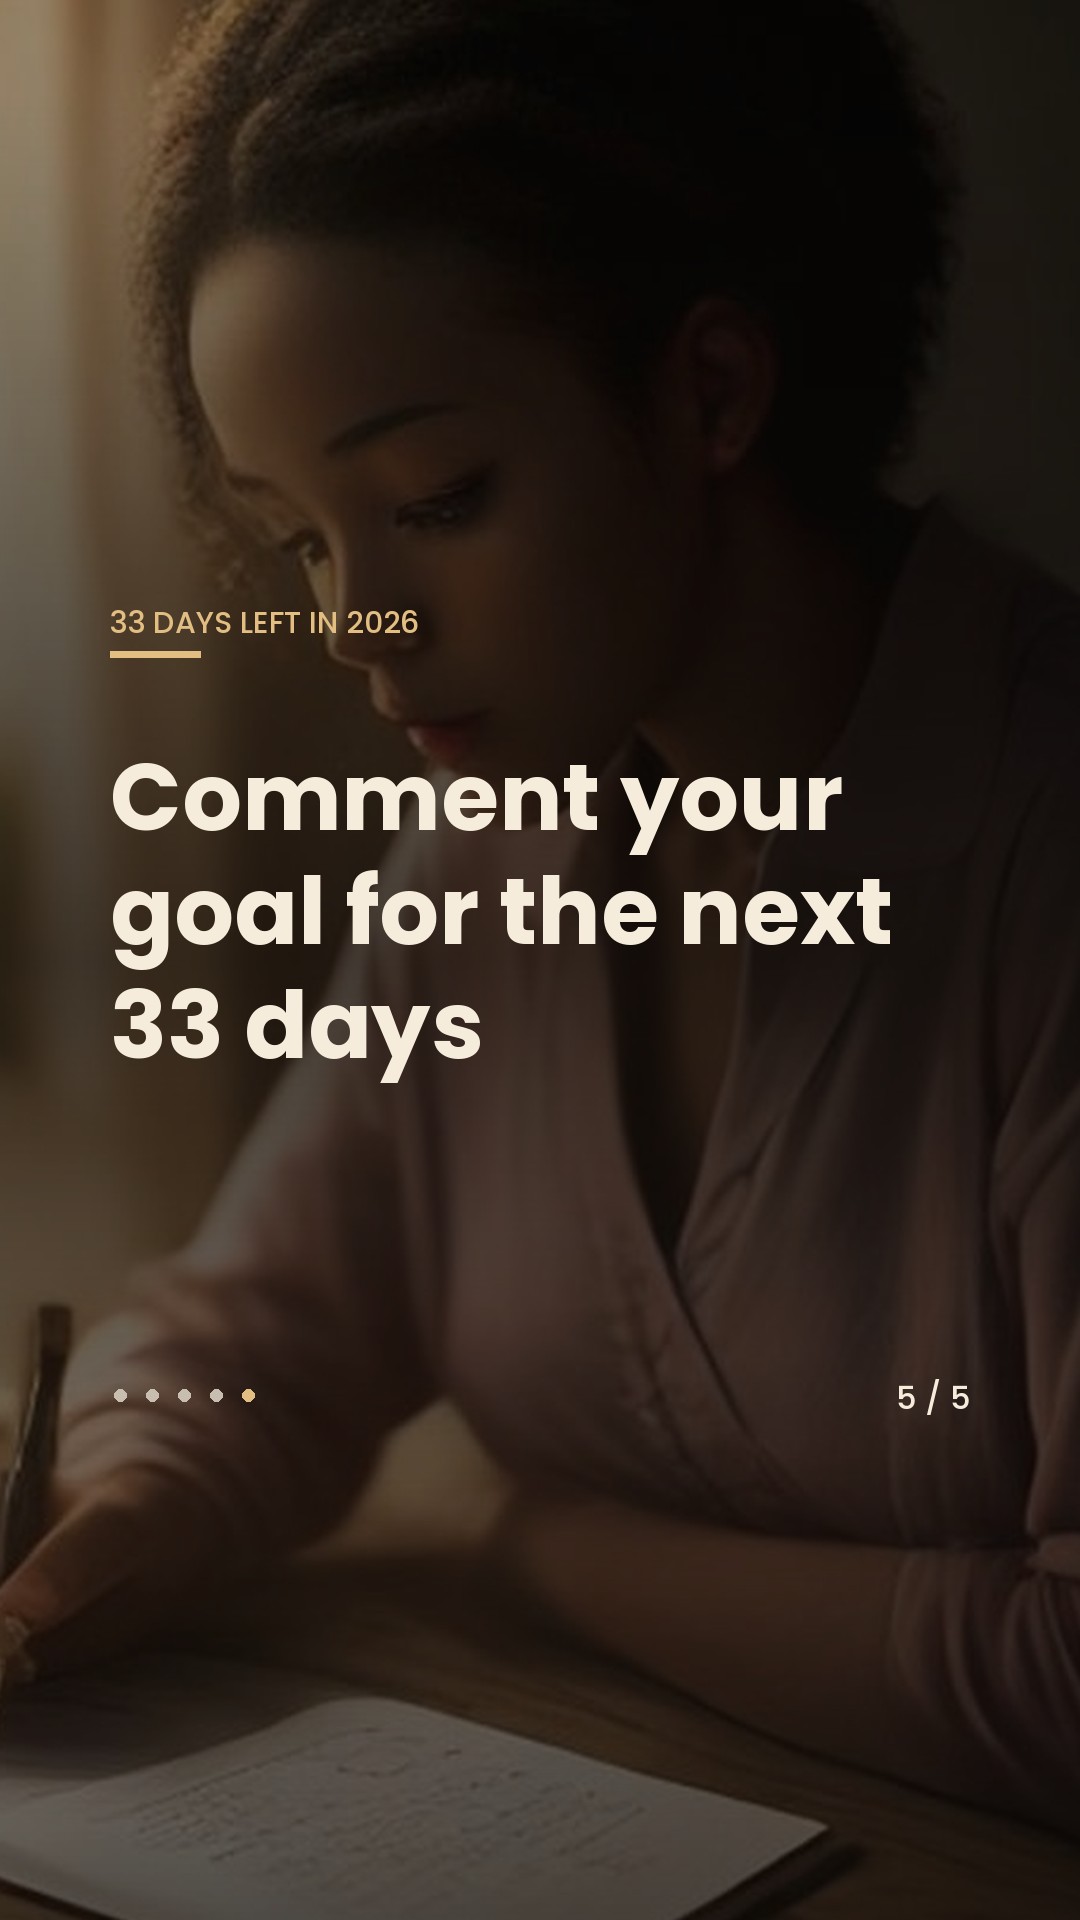 33 DAYS LEFT IN 2026
Comment your
goal for the next
33 days
5 / 5